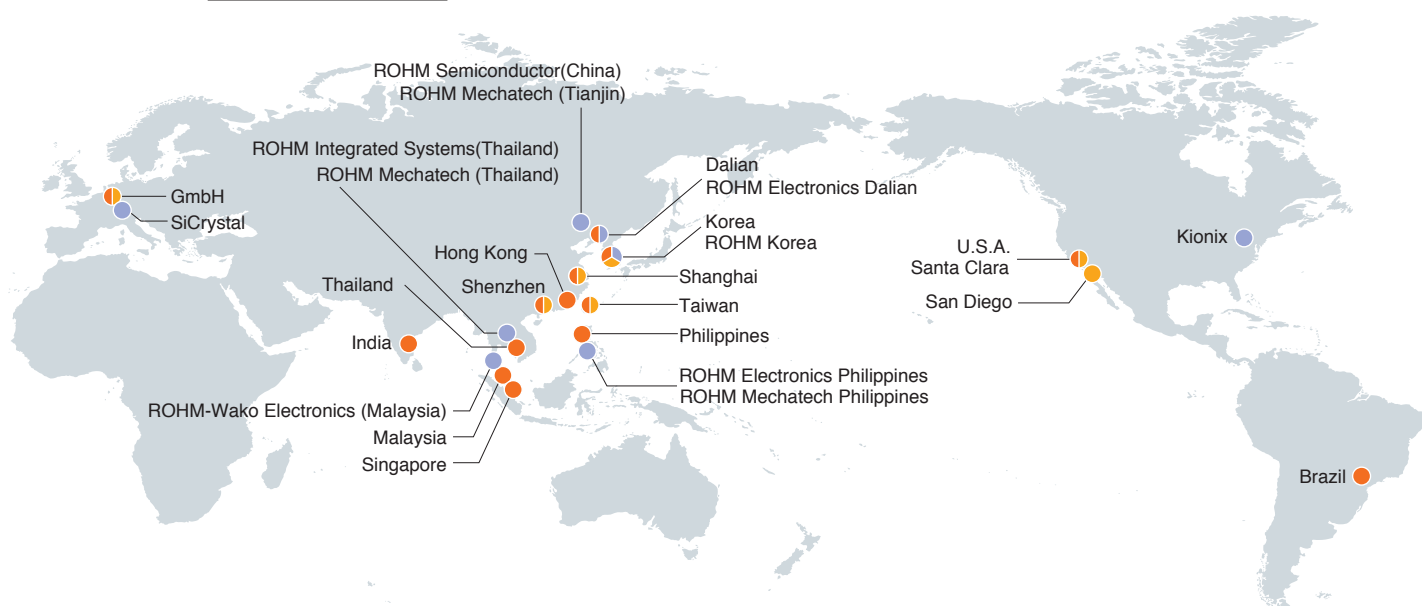 ROHM Semiconductor(China)
ROHM Mechatech (Tianjin)
ROHM Integrated Systems(Thailand)
ROHM Mechatech (Thailand)
GmbH
SiCrystal
Dalian
ROHM Electronics Dalian
Korea
ROHM Korea
Hong Kong
Shanghai
Thailand
Shenzhen
Taiwan
India
Philippines
ROHM Electronics Philippines
ROHM Mechatech Philippines
ROHM-Wako Electronics (Malaysia)
Malaysia
Singapore
Kionix
U.S.A.
Santa Clara
San Diego
Brazil